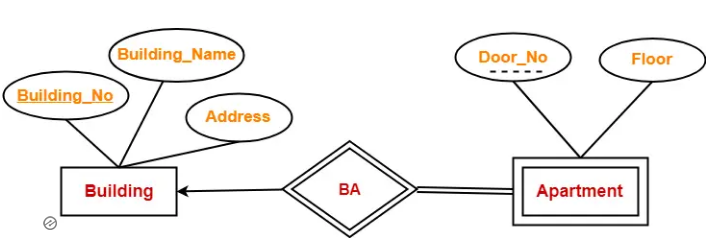 Building_Name
Door_No
Floor
Building_No
Address
Building
BA
Apartment